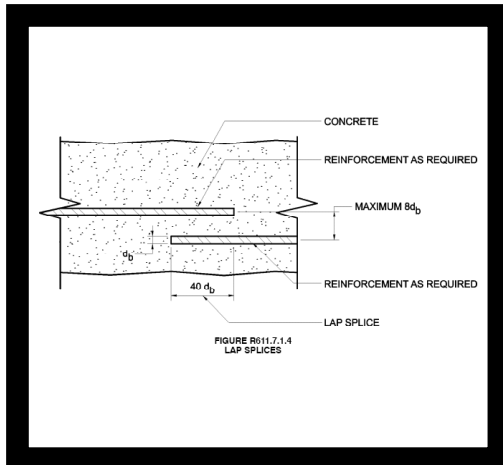 CONCRETE
REINFORCEMENT AS REQUIRED
MAXIMUM 8db
db
REINFORCEMENT AS REQUIRED
40 db
LAP SPLICE
FIGURE R611.7.1.4
LAP SPLICES